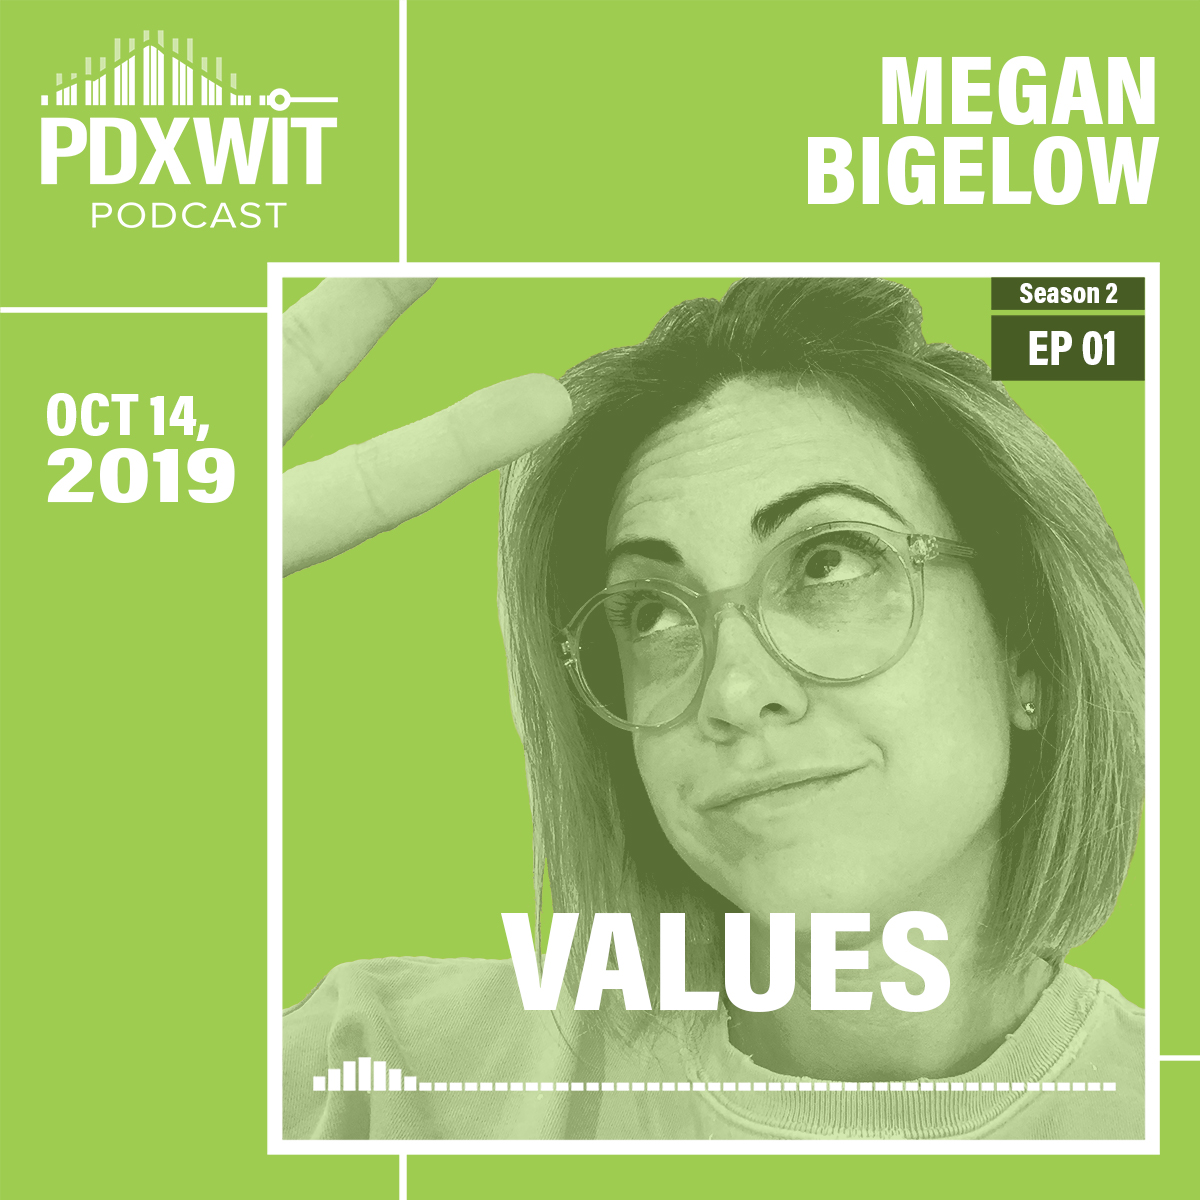 PDXWIT
PODCAST
MEGAN
BIGELOW
Season 2
EP 01
OCT 14,
2019
VALUES